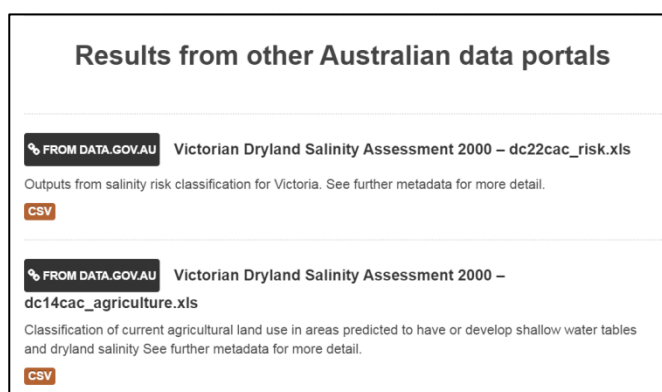 Results from other Australian data portals
FROM DATA.GOV.AU Victorian Dryland Salinity Assessment 2000 – dc22cac_risk.xls
Outputs from salinity risk classification for Victoria. See further metadata for more detail.
CSV
FROM DATA.GOV.AU Victorian Dryland Salinity Assessment 2000 –
dc14cac_agriculture.xls
Classification of current agricultural land use in areas predicted to have or develop shallow water tables
and dryland salinity See further metadata for more detail.
CSV